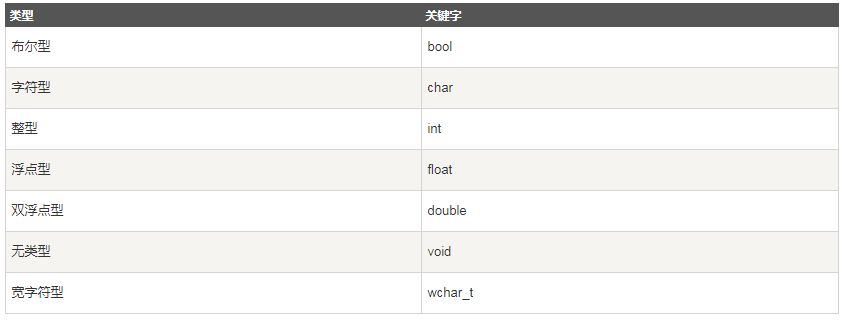 类型 关键字
布尔型 bool
字符型 char
整型 int
浮点型 float
双浮点型 double
无类型 void
宽字符型 wchar_t